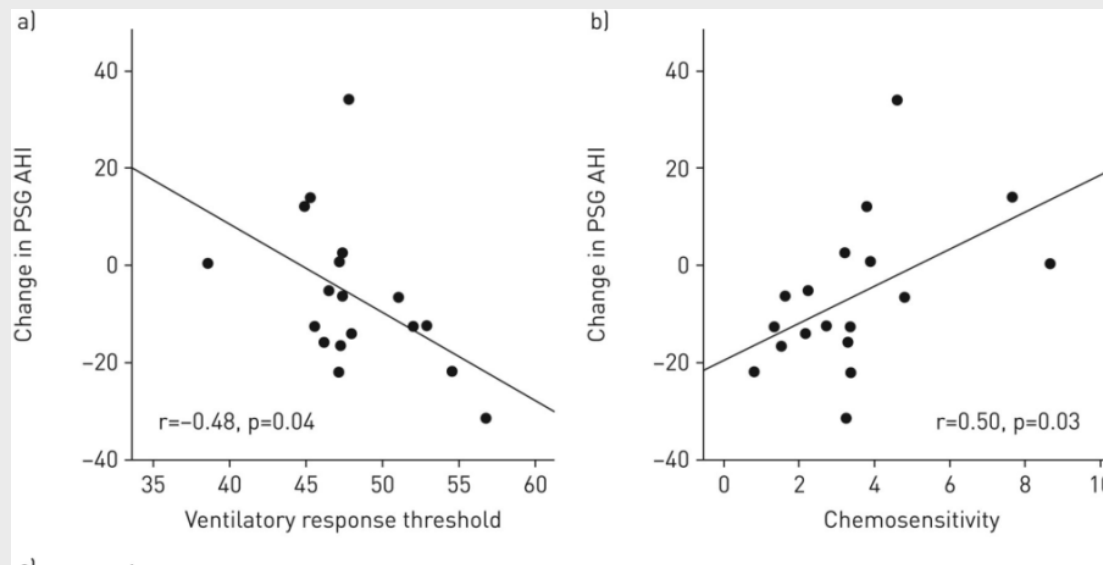 a)
Change in PSG AHI
40
20
0
−20
−40
r=−0.48, p=0.04
35 40 45 50 55 60
Ventilatory response threshold
b)
Change in PSG AHI
40
20
0
−20
−40
r=0.50, p=0.03
0 2 4 6 8
Chemosensitivity